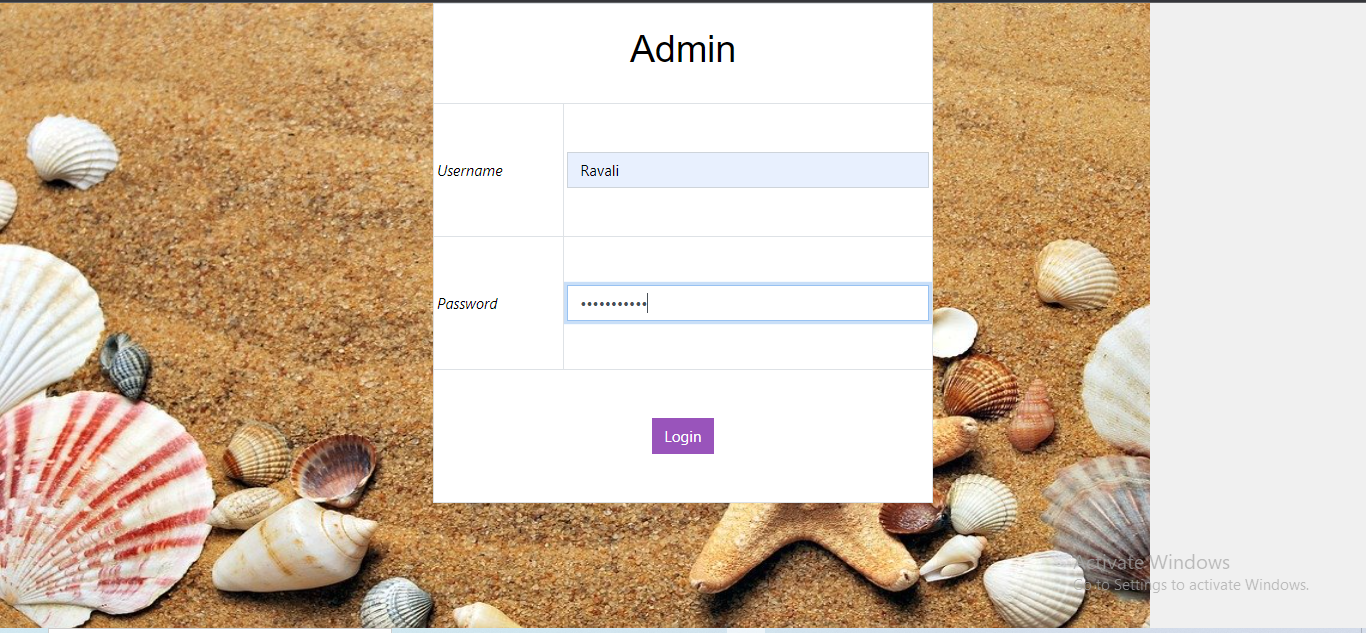 Admin
Username
Ravali
Password
•••••••••••
Login
Activate Windows
Go to Settings to activate Windows.